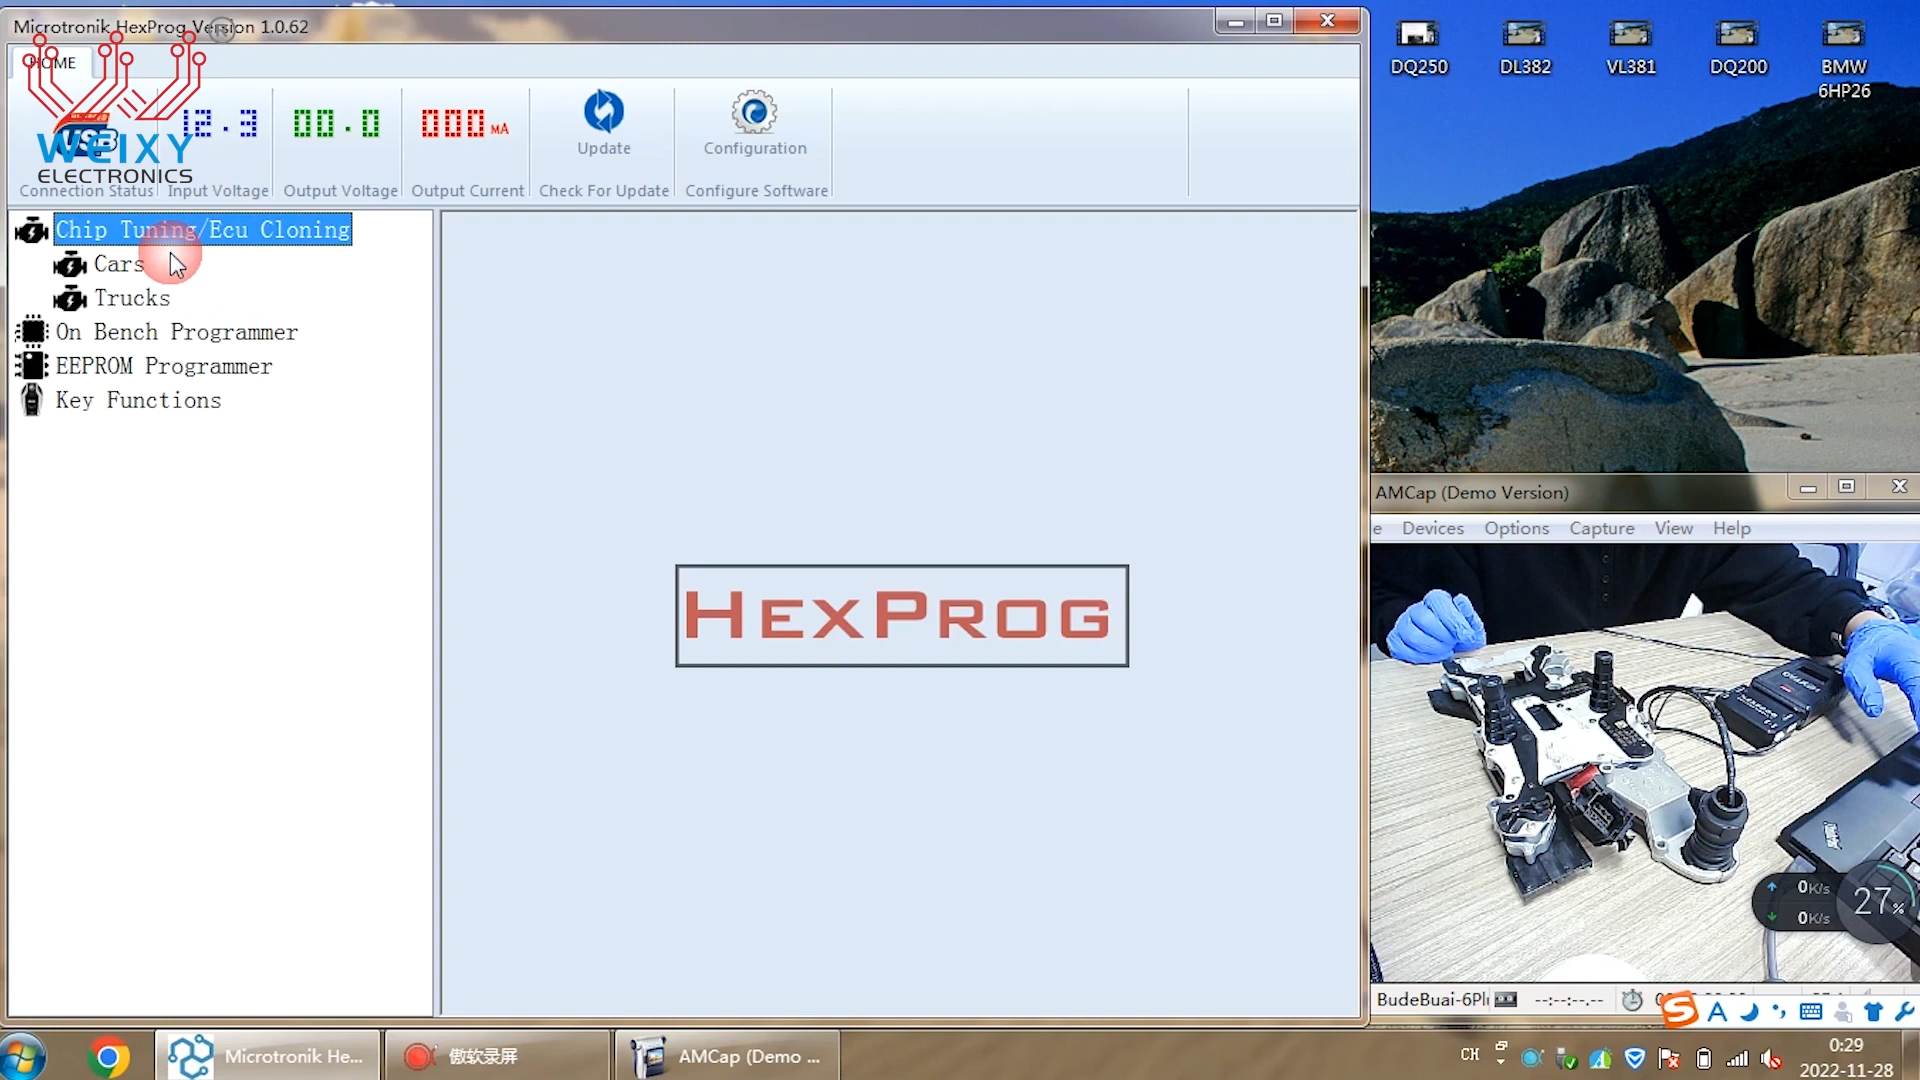 Microtronik HexProg Version 1.0.62
HOME
WEIXY
ELECTRONICS
12.3
00.0
000 MA
Update
Configuration
Connection Status
Input Voltage
Output Voltage
Output Current
Check For Update
Configure Software
Chip Tuning/Ecu Cloning
Cars
Trucks
On Bench Programmer
EEPROM Programmer
Key Functions
HEXPROG
DQ250
DL382
VL381
DQ200
BMW
6HP26
AMCap (Demo Version)
Devices
Options
Capture
View
Help
0K/s
0K/s
27%
BudeBuai-6Pl
--:--:--.--
Microtronik He...
傲软录屏
AMCap (Demo ...
CH
0:29
2022-11-28